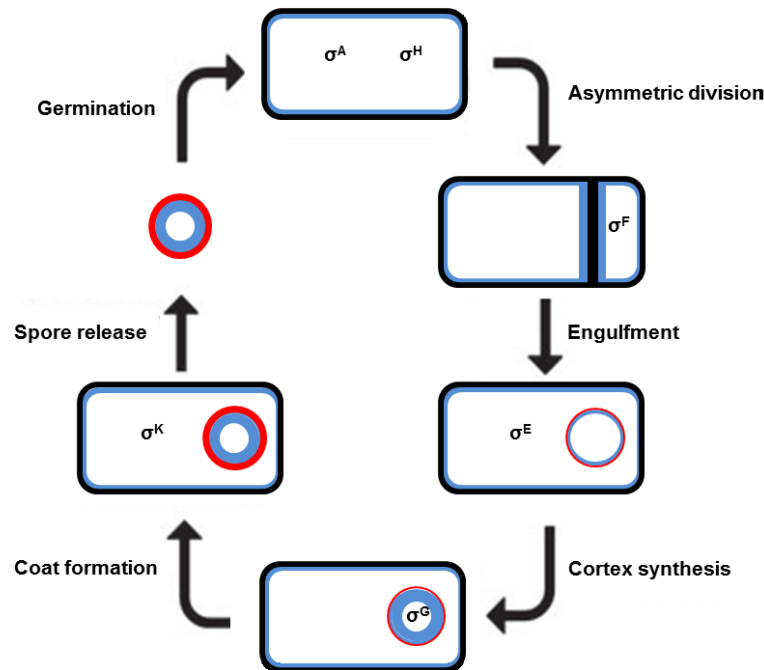 σᴬ σᴴ
Germination
Asymmetric division
σᶠ
Spore release
Engulfment
σᴷ
σᴱ
Coat formation
Cortex synthesis
σᴳ